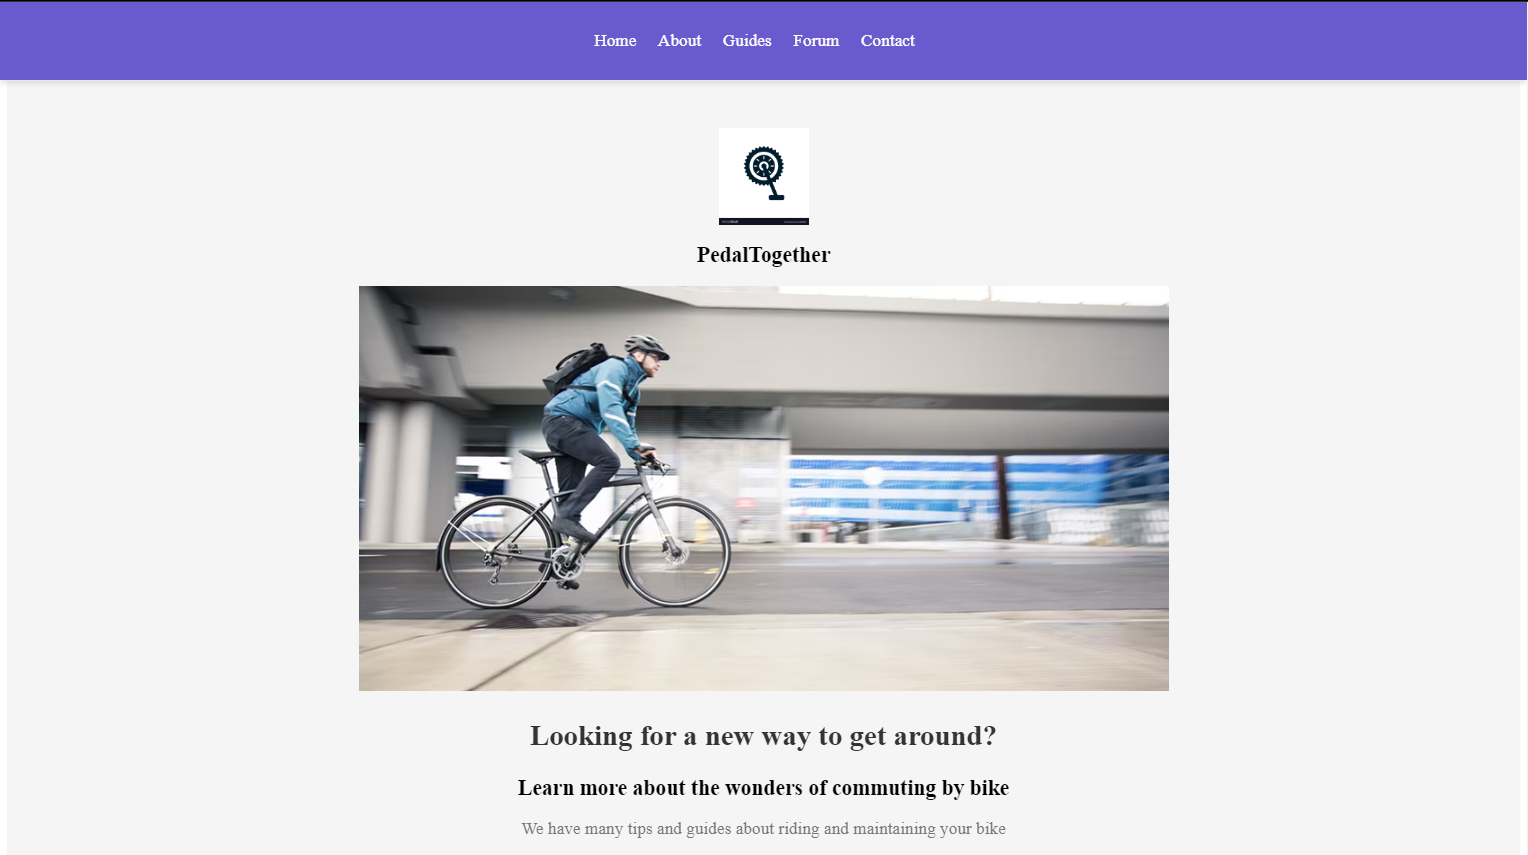 Home About Guides Forum Contact
PedalTogether
Looking for a new way to get around?
Learn more about the wonders of commuting by bike
We have many tips and guides about riding and maintaining your bike